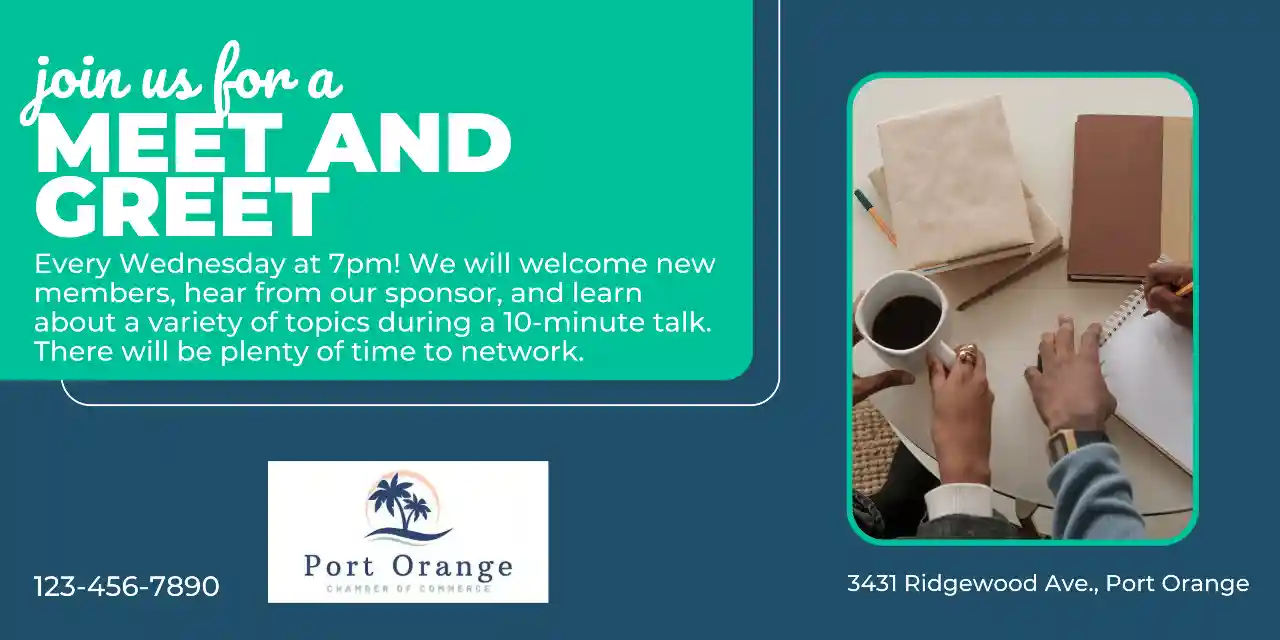 join us for a
MEET AND
GREET
Every Wednesday at 7pm! We will welcome new
members, hear from our sponsor, and learn
about a variety of topics during a 10-minute talk.
There will be plenty of time to network.
Port Orange
CHAMBER OF COMMERCE
123-456-7890
3431 Ridgewood Ave., Port Orange